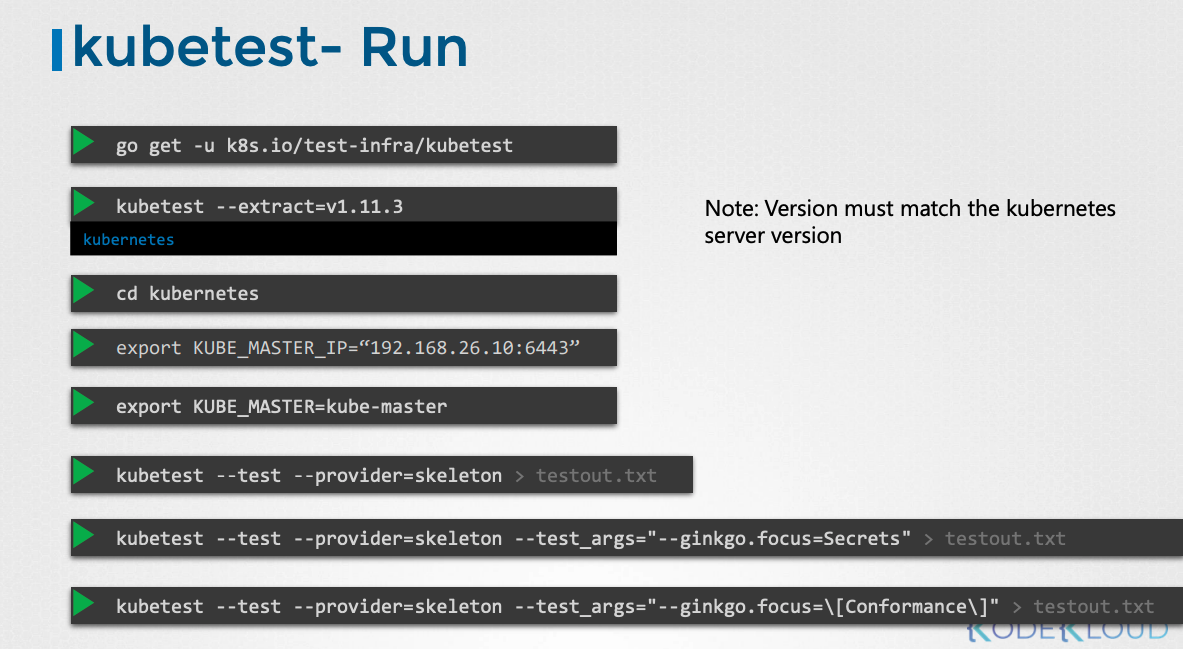 kubetest- Run
go get -u k8s.io/test-infra/kubetest
kubetest --extract=v1.11.3
kubernetes
Note: Version must match the kubernetes
server version
cd kubernetes
export KUBE_MASTER_IP=“192.168.26.10:6443”
export KUBE_MASTER=kube-master
kubetest --test --provider=skeleton > testout.txt
kubetest --test --provider=skeleton --test_args="--ginkgo.focus=Secrets" > testout.txt
kubetest --test --provider=skeleton --test_args="--ginkgo.focus=\[Conformance\]" > testout.txt
KODEKLOUD